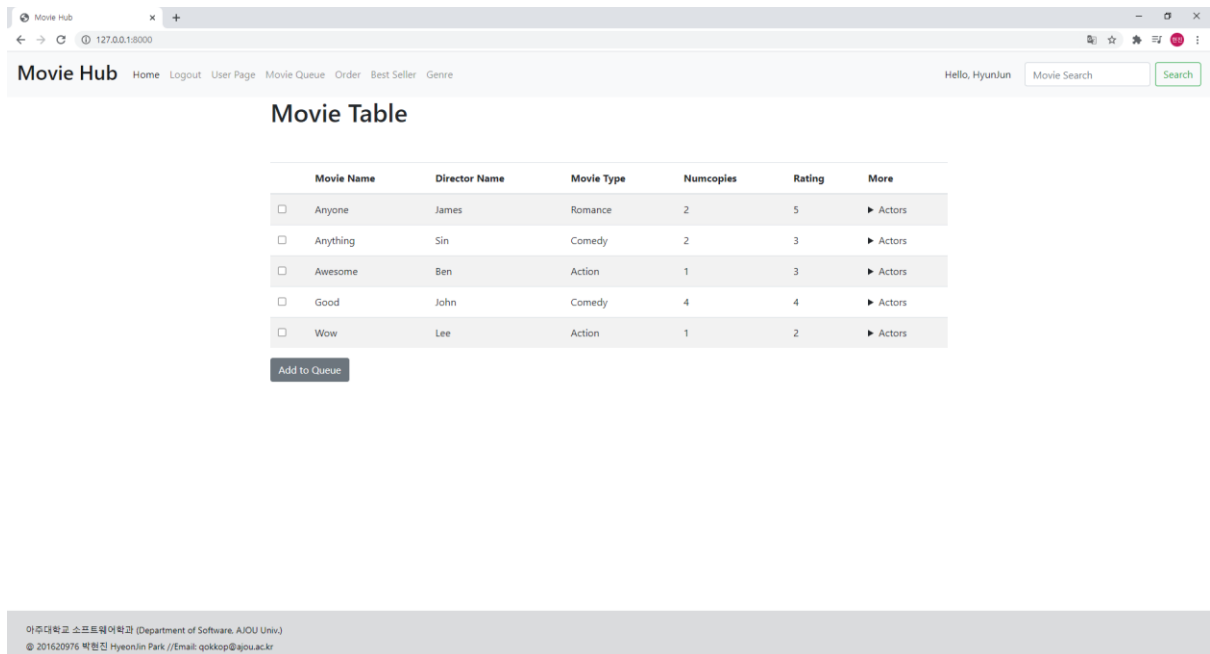 Movie Hub
127.0.0.1:8000
Movie Hub Home Logout User Page Movie Queue Order Best Seller Genre Hello, HyunJun Movie Search Search
Movie Table
Movie Name Director Name Movie Type Numcopies Rating More
Anyone James Romance 2 5 ▶ Actors
Anything Sin Comedy 2 3 ▶ Actors
Awesome Ben Action 1 3 ▶ Actors
Good John Comedy 4 4 ▶ Actors
Wow Lee Action 1 2 ▶ Actors
Add to Queue
아주대학교 소프트웨어학과 (Department of Software, AJOU Univ.)
@ 201620976 박현진 HyeonJin Park //Email: qokkop@ajou.ac.kr